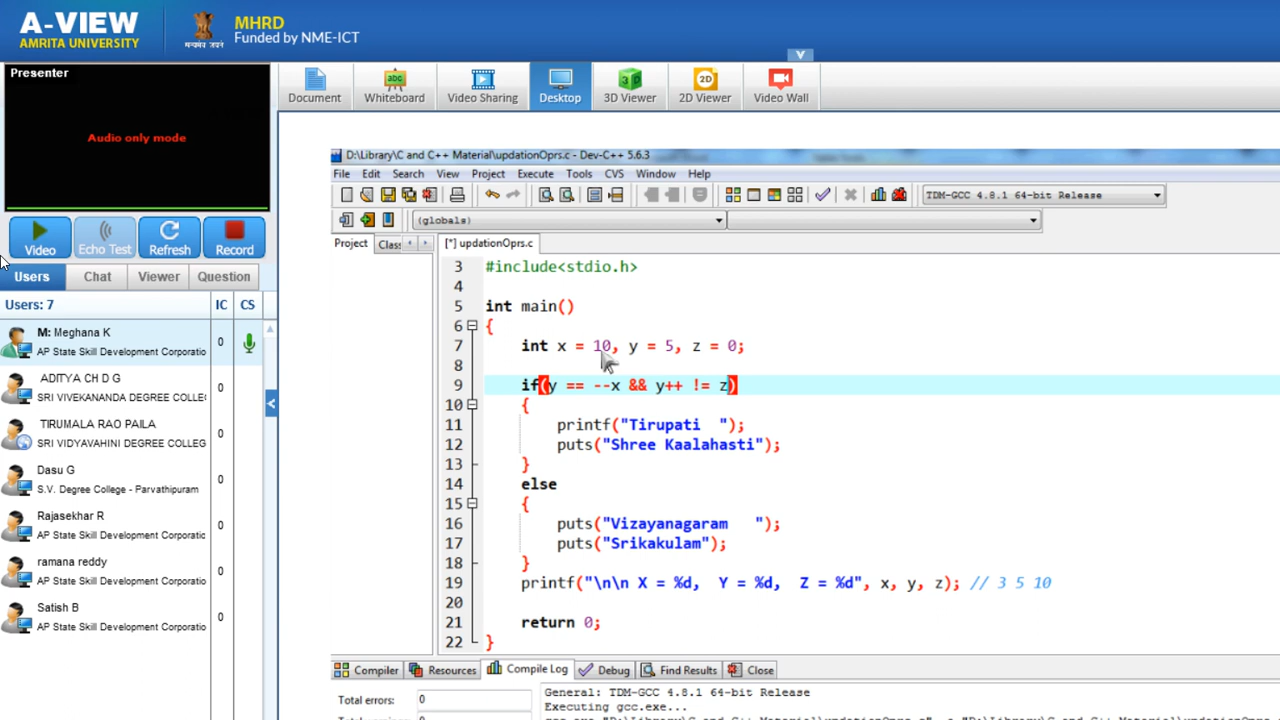 A-VIEW
AMRITA UNIVERSITY
सत्यमेव जयते
MHRD
Funded by NME-ICT
Presenter
Audio only mode
Video
Echo Test
Refresh
Record
Users
Chat
Viewer
Question
Users: 7
IC
CS
M: Meghana K
AP State Skill Development Corporatio
0
ADITYA CH D G
SRI VIVEKANANDA DEGREE COLLEG
0
TIRUMALA RAO PAILA
SRI VIDYAVAHINI DEGREE COLLEG
0
Dasu G
S.V. Degree College - Parvathipuram
0
Rajasekhar R
AP State Skill Development Corporatio
0
ramana reddy
AP State Skill Development Corporatio
0
Satish B
AP State Skill Development Corporatio
0
Document
abc
Whiteboard
Video Sharing
Desktop
3D
3D Viewer
2D
2D Viewer
Video Wall
D:\Library\C and C++ Material\updationOprs.c - Dev-C++ 5.6.3
File Edit Search View Project Execute Tools CVS Window Help
TDM-GCC 4.8.1 64-bit Release
(globals)
Project
Class
[*] updationOprs.c
3 #include<stdio.h>
4
5 int main()
6 {
7 int x = 10, y = 5, z = 0;
8
9 if(y == --x && y++ != z)
10 {
11 printf("Tirupati  ");
12 puts("Shree Kaalahasti");
13 }
14 else
15 {
16 puts("Vizayanagaram   ");
17 puts("Srikakulam");
18 }
19 printf("\n\n X = %d,  Y = %d,  Z = %d", x, y, z); // 3 5 10
20
21 return 0;
22 }
Compiler
Resources
Compile Log
Debug
Find Results
Close
Total errors:
0
General: TDM-GCC 4.8.1 64-bit Release
Executing gcc.exe...